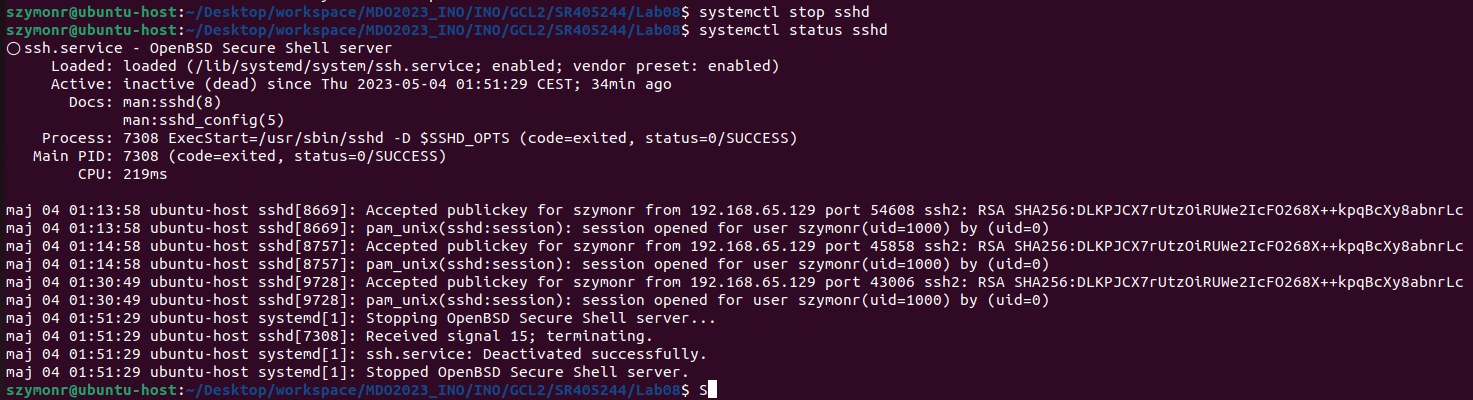 szymonr@ubuntu-host:~/Desktop/workspace/MDO2023_INO/INO/GCL2/SR405244/Lab08$ systemctl stop sshd
szymonr@ubuntu-host:~/Desktop/workspace/MDO2023_INO/INO/GCL2/SR405244/Lab08$ systemctl status sshd
○ ssh.service - OpenBSD Secure Shell server
     Loaded: loaded (/lib/systemd/system/ssh.service; enabled; vendor preset: enabled)
     Active: inactive (dead) since Thu 2023-05-04 01:51:29 CEST; 34min ago
       Docs: man:sshd(8)
             man:sshd_config(5)
    Process: 7308 ExecStart=/usr/sbin/sshd -D $SSHD_OPTS (code=exited, status=0/SUCCESS)
   Main PID: 7308 (code=exited, status=0/SUCCESS)
        CPU: 219ms

maj 04 01:13:58 ubuntu-host sshd[8669]: Accepted publickey for szymonr from 192.168.65.129 port 54608 ssh2: RSA SHA256:DLKPJCX7rUtzOiRUWe2IcFO268X++kpqBcXy8abnrLc
maj 04 01:13:58 ubuntu-host sshd[8669]: pam_unix(sshd:session): session opened for user szymonr(uid=1000) by (uid=0)
maj 04 01:14:58 ubuntu-host sshd[8757]: Accepted publickey for szymonr from 192.168.65.129 port 45858 ssh2: RSA SHA256:DLKPJCX7rUtzOiRUWe2IcFO268X++kpqBcXy8abnrLc
maj 04 01:14:58 ubuntu-host sshd[8757]: pam_unix(sshd:session): session opened for user szymonr(uid=1000) by (uid=0)
maj 04 01:30:49 ubuntu-host sshd[9728]: Accepted publickey for szymonr from 192.168.65.129 port 43006 ssh2: RSA SHA256:DLKPJCX7rUtzOiRUWe2IcFO268X++kpqBcXy8abnrLc
maj 04 01:30:49 ubuntu-host sshd[9728]: pam_unix(sshd:session): session opened for user szymonr(uid=1000) by (uid=0)
maj 04 01:51:29 ubuntu-host systemd[1]: Stopping OpenBSD Secure Shell server...
maj 04 01:51:29 ubuntu-host sshd[7308]: Received signal 15; terminating.
maj 04 01:51:29 ubuntu-host systemd[1]: ssh.service: Deactivated successfully.
maj 04 01:51:29 ubuntu-host systemd[1]: Stopped OpenBSD Secure Shell server.
szymonr@ubuntu-host:~/Desktop/workspace/MDO2023_INO/INO/GCL2/SR405244/Lab08$ S